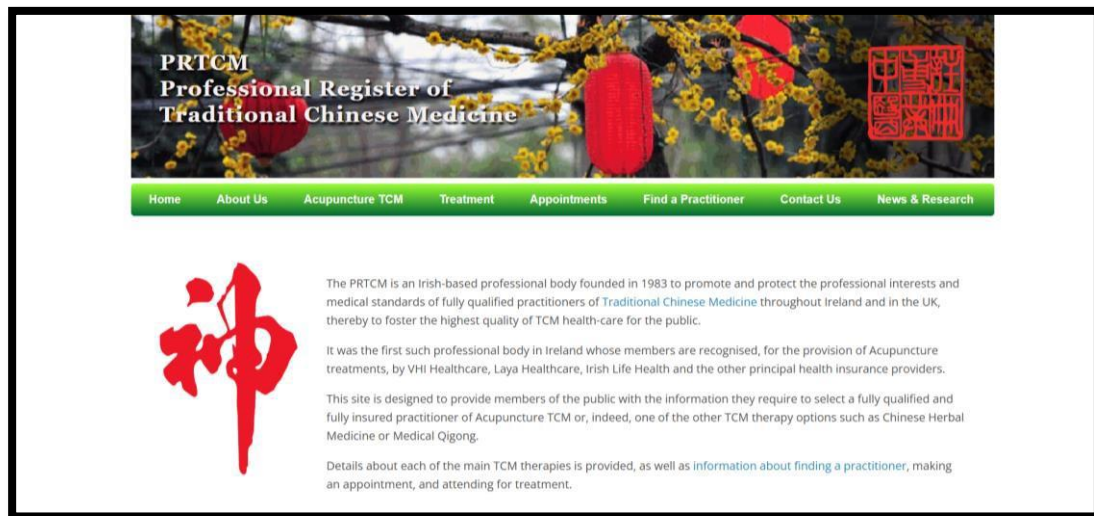 PRTCM
Professional Register of
Traditional Chinese Medicine
Home About Us Acupuncture TCM Treatment Appointments Find a Practitioner Contact Us News & Research
神
The PRTCM is an Irish-based professional body founded in 1983 to promote and protect the professional interests and
medical standards of fully qualified practitioners of Traditional Chinese Medicine throughout Ireland and in the UK,
thereby to foster the highest quality of TCM health-care for the public.
It was the first such professional body in Ireland whose members are recognised, for the provision of Acupuncture
treatments, by VHI Healthcare, Laya Healthcare, Irish Life Health and the other principal health insurance providers.
This site is designed to provide members of the public with the information they require to select a fully qualified and
fully insured practitioner of Acupuncture TCM or, indeed, one of the other TCM therapy options such as Chinese Herbal
Medicine or Medical Qigong.
Details about each of the main TCM therapies is provided, as well as information about finding a practitioner, making
an appointment, and attending for treatment.